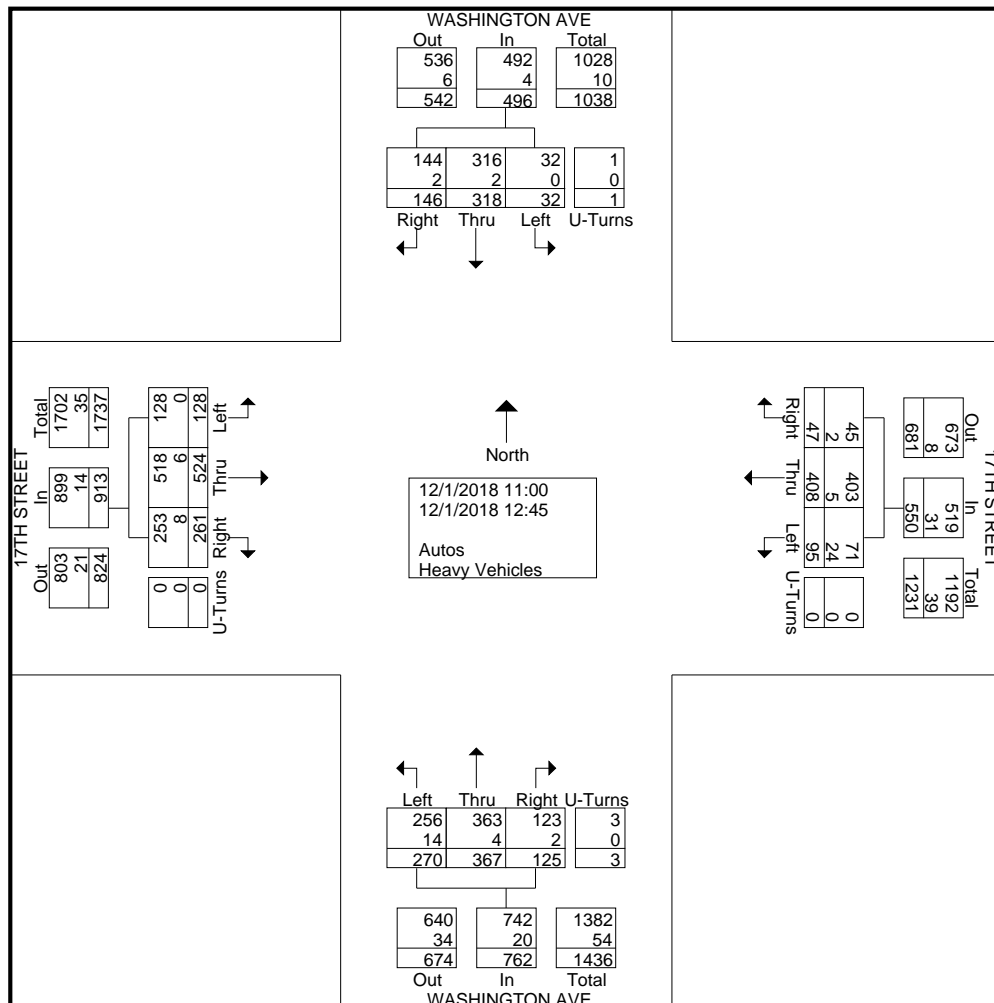 WASHINGTON AVE
Out In Total
536 492 1028
6 4 10
542 496 1038
144 316 32 1
2 2 0 0
146 318 32 1
Right Thru Left U-Turns
17TH STREET
Total In Out
1702 899 803
35 14 21
1737 913 824
128 518 253 0
0 6 8 0
128 524 261 0
Left Thru Right U-Turns
North
12/1/2018 11:00
12/1/2018 12:45
Autos
Heavy Vehicles
17TH STREET
Out In Total
673 519 1192
8 31 39
681 550 1231
45 403 71 0
2 5 24 0
47 408 95 0
Right Thru Left U-Turns
Left Thru Right U-Turns
256 363 123 3
14 4 2 0
270 367 125 3
640 742 1382
34 20 54
674 762 1436
Out In Total
WASHINGTON AVE